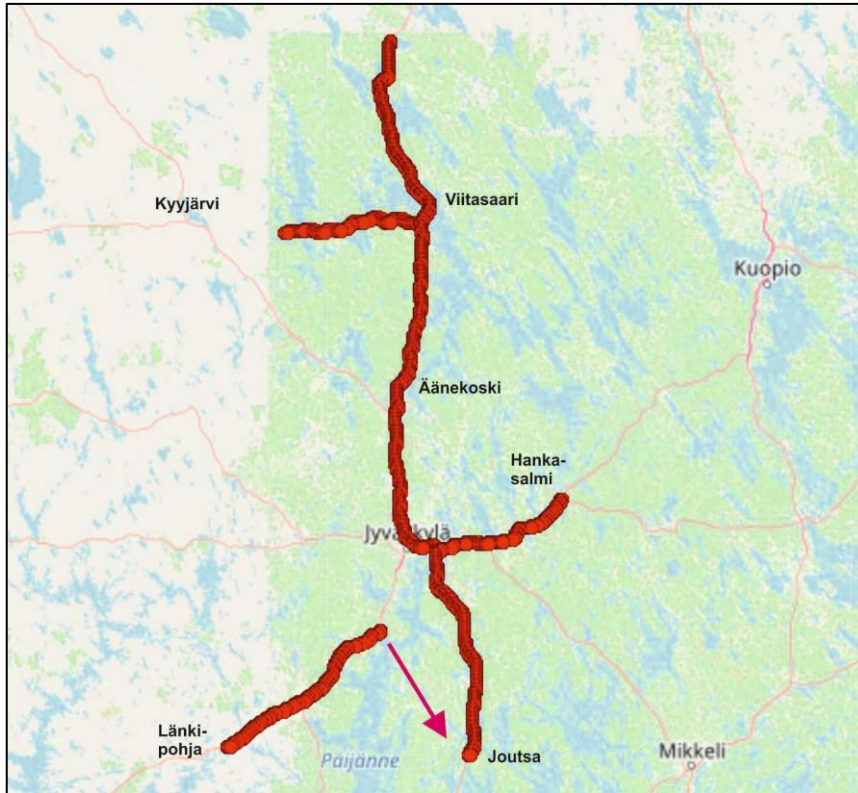 Kyyjärvi
Viitasaari
Kuopio
Äänekoski
Hanka-
salmi
Jyväskylä
Länki-
pohja
Päijänne
Joutsa
Mikkeli